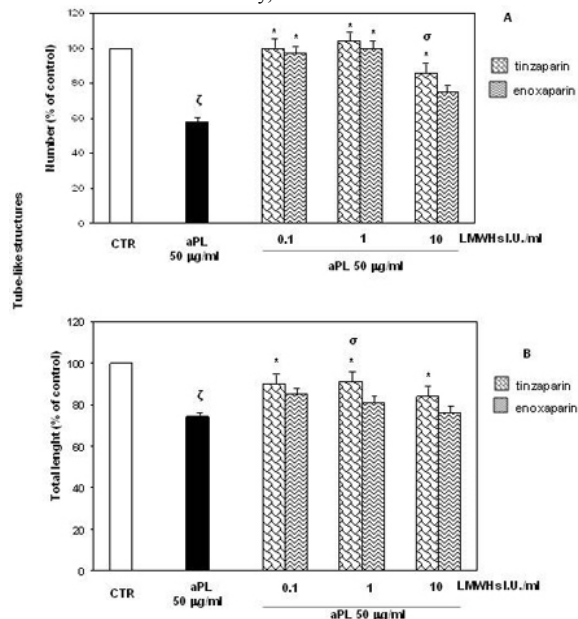 A
120
100
80
60
40
20
0
Number (% of control)
* * * * σ *
ζ
tinzaparin
enoxaparin
CTR
aPL
50 µg/ml
0.1 1 10 LMWHs I.U./ml
aPL 50 µg/ml
Tube-like structures
B
120
100
80
60
40
20
0
Total lenght (% of control)
σ
* * *
ζ
tinzaparin
enoxaparin
CTR
aPL
50 µg/ml
0.1 1 10 LMWHs I.U./ml
aPL 50 µg/ml